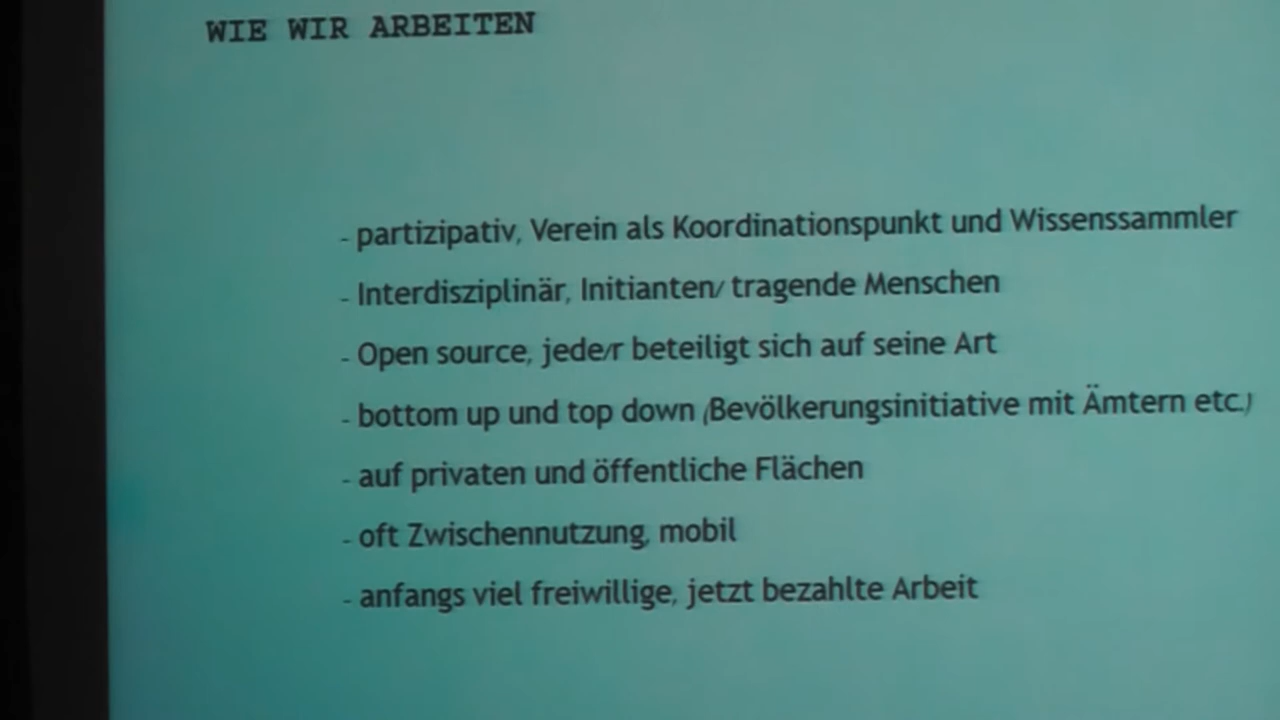 WIE WIR ARBEITEN
- partizipativ, Verein als Koordinationspunkt und Wissenssammler
- Interdisziplinär, Initianten/ tragende Menschen
- Open source, jede/r beteiligt sich auf seine Art
- bottom up und top down (Bevölkerungsinitiative mit Ämtern etc.)
- auf privaten und öffentliche Flächen
- oft Zwischennutzung, mobil
- anfangs viel freiwillige, jetzt bezahlte Arbeit